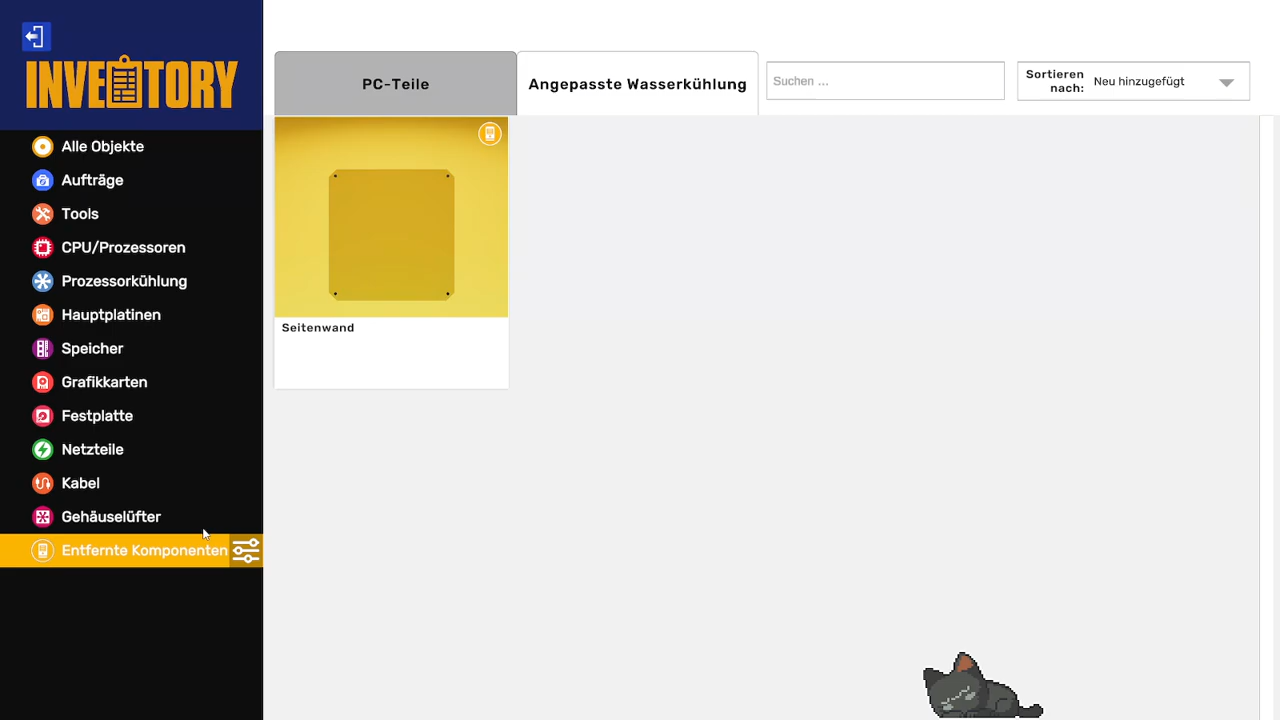 INVENTORY
PC-Teile
Angepasste Wasserkühlung
Suchen ...
Sortieren
nach:
Neu hinzugefügt
Alle Objekte
Aufträge
Tools
CPU/Prozessoren
Prozessorkühlung
Hauptplatinen
Speicher
Grafikkarten
Festplatte
Netzteile
Kabel
Gehäuselüfter
Entfernte Komponenten
Seitenwand